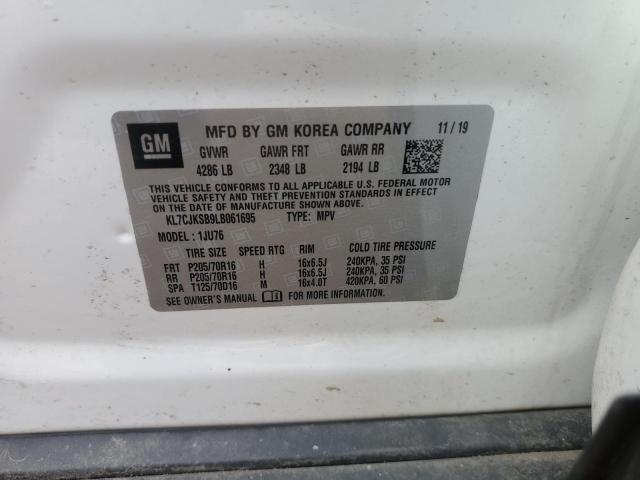 GM MFD BY GM KOREA COMPANY 11/19
GVWR GAWR FRT GAWR RR
4286 LB 2348 LB 2194 LB
THIS VEHICLE CONFORMS TO ALL APPLICABLE U.S. FEDERAL MOTOR
VEHICLE SAFETY, BUMPER, AND THEFT PREVENTION STANDARDS
IN EFFECT ON THE DATE OF MANUFACTURE SHOWN ABOVE.
KL7CJKSB9LB061695 TYPE: MPV
MODEL: 1JU76
TIRE SIZE SPEED RTG RIM COLD TIRE PRESSURE
FRT P205/70R16 H 16x6.5J 240KPA, 35 PSI
RR P205/70R16 H 16x6.5J 240KPA, 35 PSI
SPA T125/70D16 M 16x4.0T 420KPA, 60 PSI
SEE OWNER'S MANUAL FOR MORE INFORMATION.